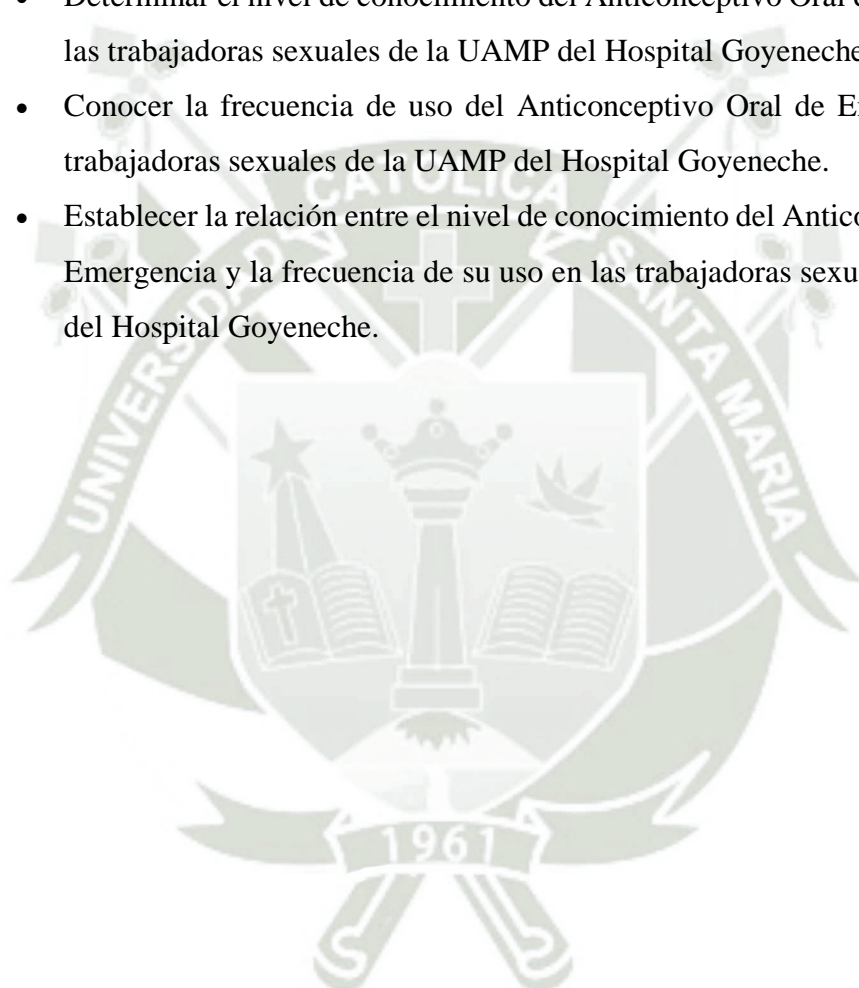 • Determinar el nivel de conocimiento del Anticonceptivo Oral
las trabajadoras sexuales de la UAMP del Hospital Goyeneche
• Conocer la frecuencia de uso del Anticonceptivo Oral de
trabajadoras sexuales de la UAMP del Hospital Goyeneche.
• Establecer la relación entre el nivel de conocimiento del
Emergencia y la frecuencia de su uso en las trabajadoras
del Hospital Goyeneche.
UNIVERSIDAD CATOLICA SANTA MARIA
1961